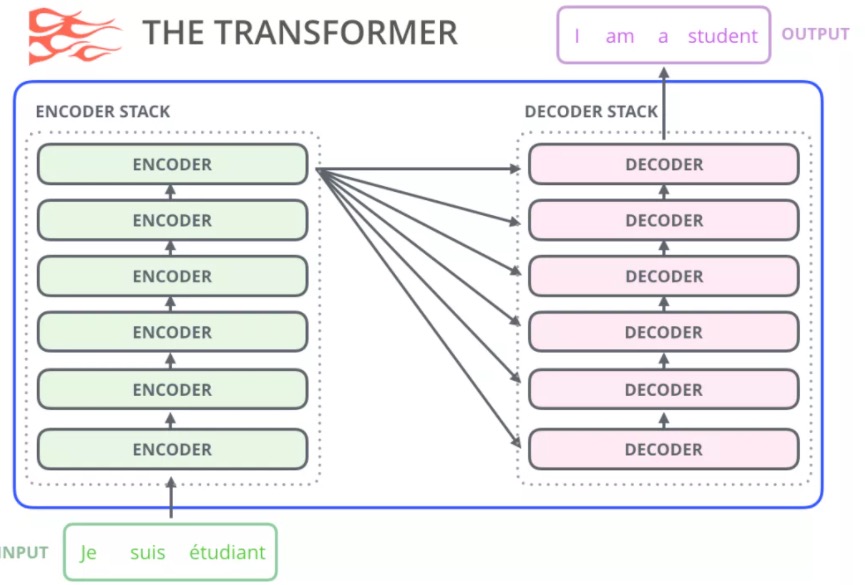 THE TRANSFORMER
I am a student OUTPUT
ENCODER STACK
DECODER STACK
ENCODER
DECODER
ENCODER
DECODER
ENCODER
DECODER
ENCODER
DECODER
ENCODER
DECODER
ENCODER
DECODER
NPUT Je suis étudiant